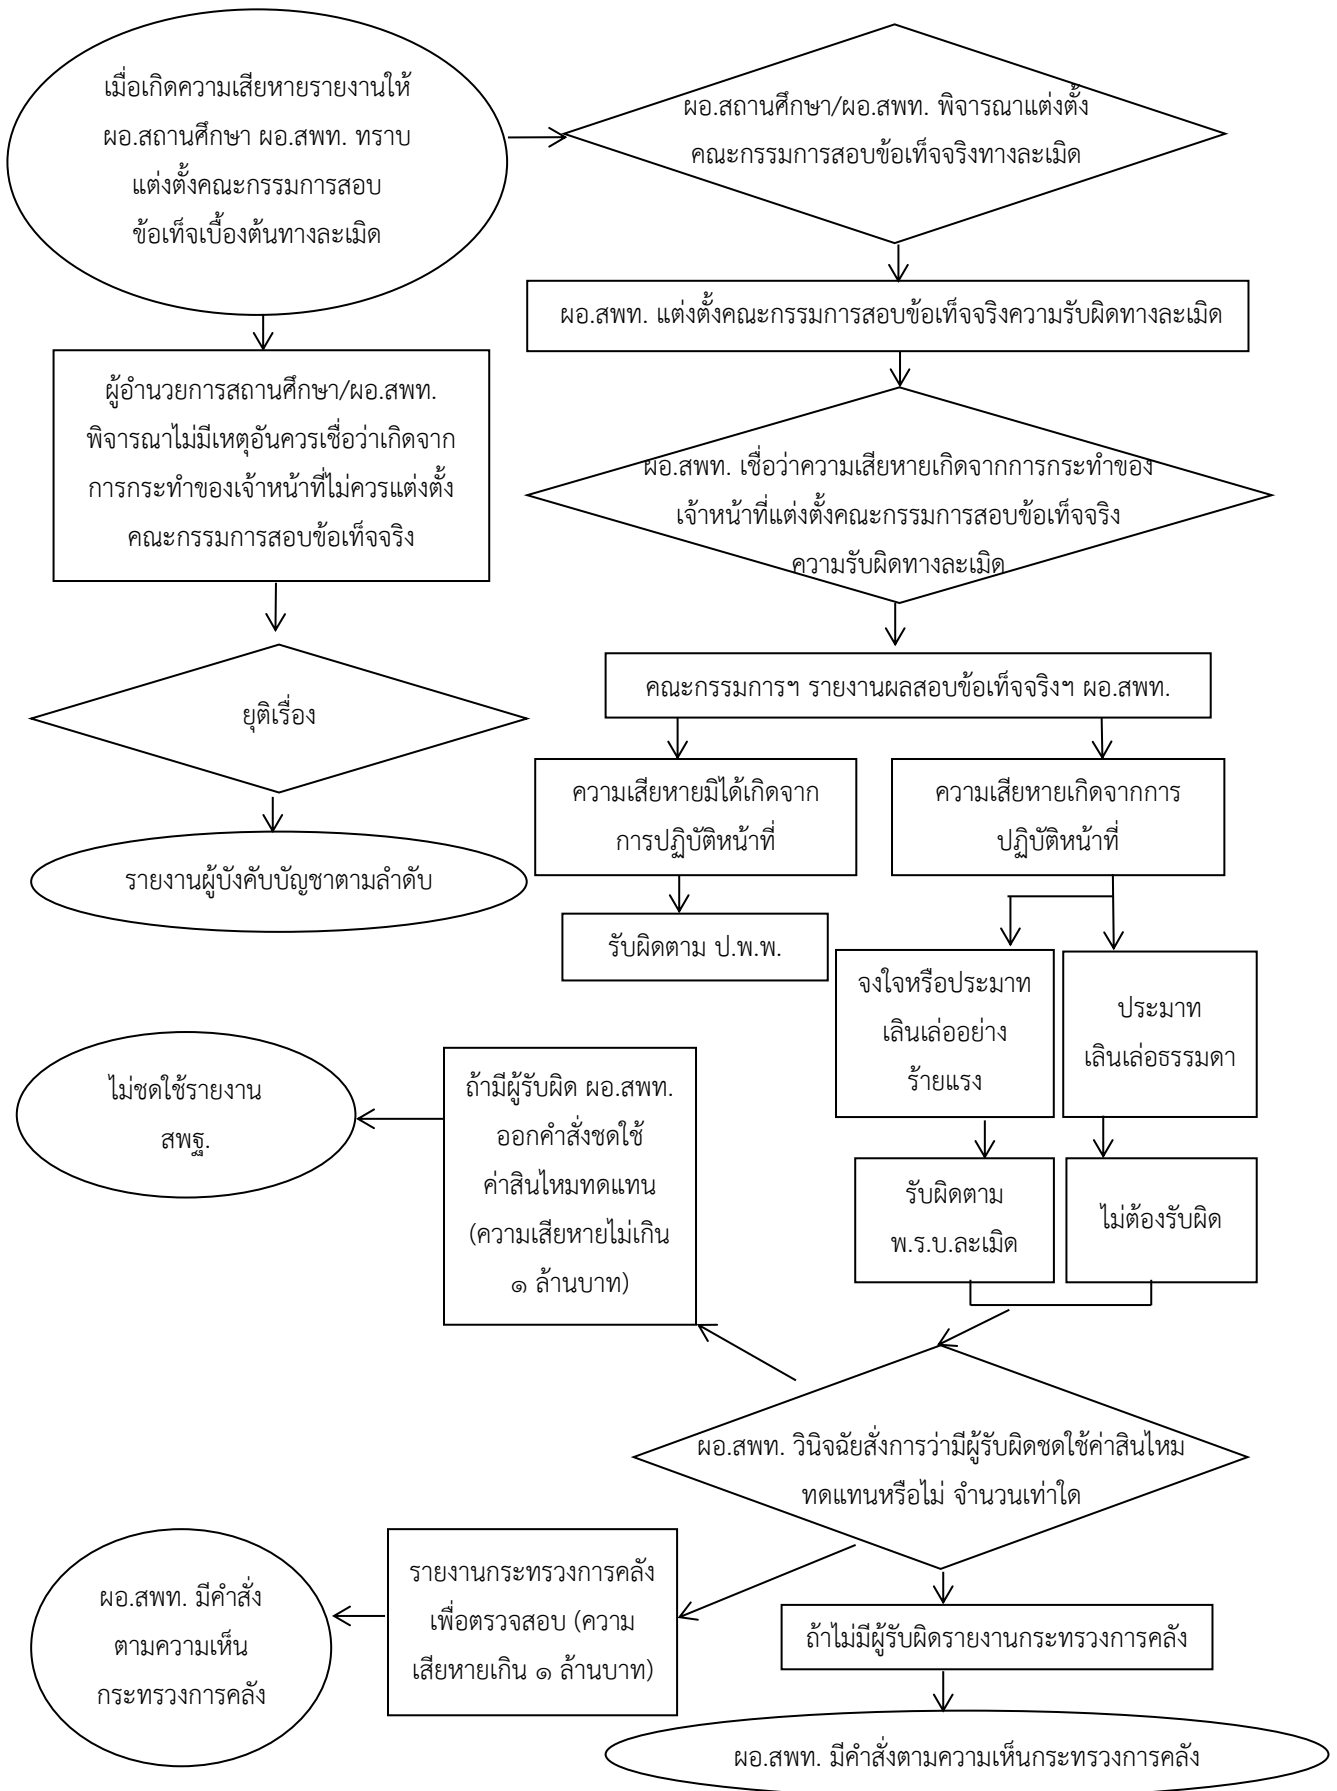 เมื่อเกิดความเสียหายรายงานให้
ผอ.สถานศึกษา ผอ.สพท. ทราบ
แต่งตั้งคณะกรรมการสอบ
ข้อเท็จเบื้องต้นทางละเมิด
ผอ.สถานศึกษา/ผอ.สพท. พิจารณาแต่งตั้ง
คณะกรรมการสอบข้อเท็จจริงทางละเมิด
ผอ.สพท. แต่งตั้งคณะกรรมการสอบข้อเท็จจริงความรับผิดทางละเมิด
ผู้อำนวยการสถานศึกษา/ผอ.สพท.
พิจารณาไม่มีเหตุอันควรเชื่อว่าเกิดจาก
การกระทำของเจ้าหน้าที่ไม่ควรแต่งตั้ง
คณะกรรมการสอบข้อเท็จจริง
ผอ.สพท. เชื่อว่าความเสียหายเกิดจากการกระทำของ
เจ้าหน้าที่แต่งตั้งคณะกรรมการสอบข้อเท็จจริง
ความรับผิดทางละเมิด
ยุติเรื่อง
รายงานผู้บังคับบัญชาตามลำดับ
คณะกรรมการฯ รายงานผลสอบข้อเท็จจริงฯ ผอ.สพท.
ความเสียหายมิได้เกิดจาก
การปฏิบัติหน้าที่
ความเสียหายเกิดจากการ
ปฏิบัติหน้าที่
รับผิดตาม ป.พ.พ.
จงใจหรือประมาท
เลินเล่ออย่าง
ร้ายแรง
ประมาท
เลินเล่อธรรมดา
ไม่ชดใช้รายงาน
สพฐ.
ถ้ามีผู้รับผิด ผอ.สพท.
ออกคำสั่งชดใช้
ค่าสินไหมทดแทน
(ความเสียหายไม่เกิน
๑ ล้านบาท)
รับผิดตาม
พ.ร.บ.ละเมิด
ไม่ต้องรับผิด
ผอ.สพท. วินิจฉัยสั่งการว่ามีผู้รับผิดชดใช้ค่าสินไหม
ทดแทนหรือไม่ จำนวนเท่าใด
ผอ.สพท. มีคำสั่ง
ตามความเห็น
กระทรวงการคลัง
รายงานกระทรวงการคลัง
เพื่อตรวจสอบ (ความ
เสียหายเกิน ๑ ล้านบาท)
ถ้าไม่มีผู้รับผิดรายงานกระทรวงการคลัง
ผอ.สพท. มีคำสั่งตามความเห็นกระทรวงการคลัง